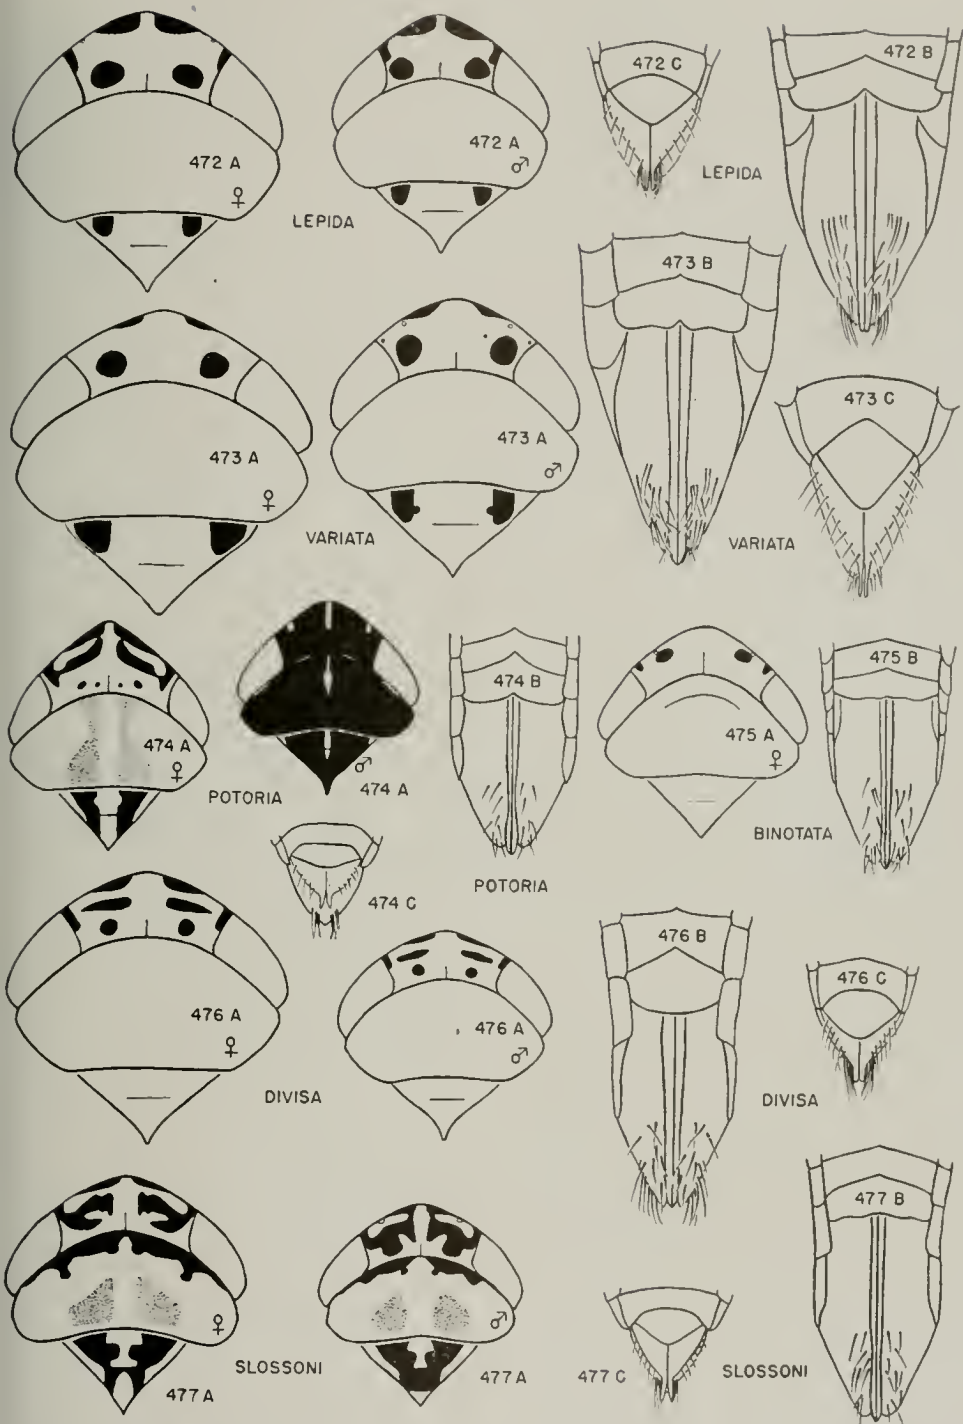 472 A
♀
472 A
♂
LEPIDA
472 C
LEPIDA
472 B
473 A
♀
473 A
♂
VARIATA
473 B
VARIATA
473 C
474 A
♀
POTORIA
♂
474 A
474 C
474 B
POTORIA
475 A
♀
BINOTATA
475 B
476 A
♀
DIVISA
476 A
♂
476 B
DIVISA
476 C
♀
477 A
SLOSSONI
♂
477 A
477 C
SLOSSONI
477 B